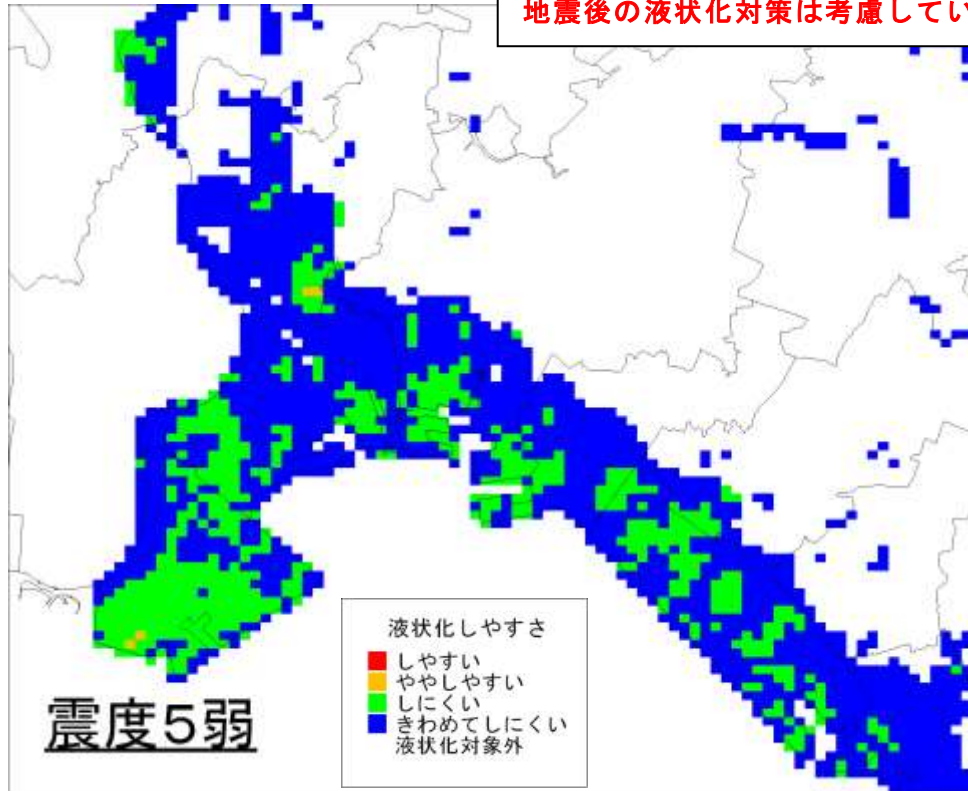 地震後の液状化対策は考慮してい
液状化しやすさ
しやすい
ややしやすい
しにくい
きわめてしにくい
液状化対象外
震度5弱